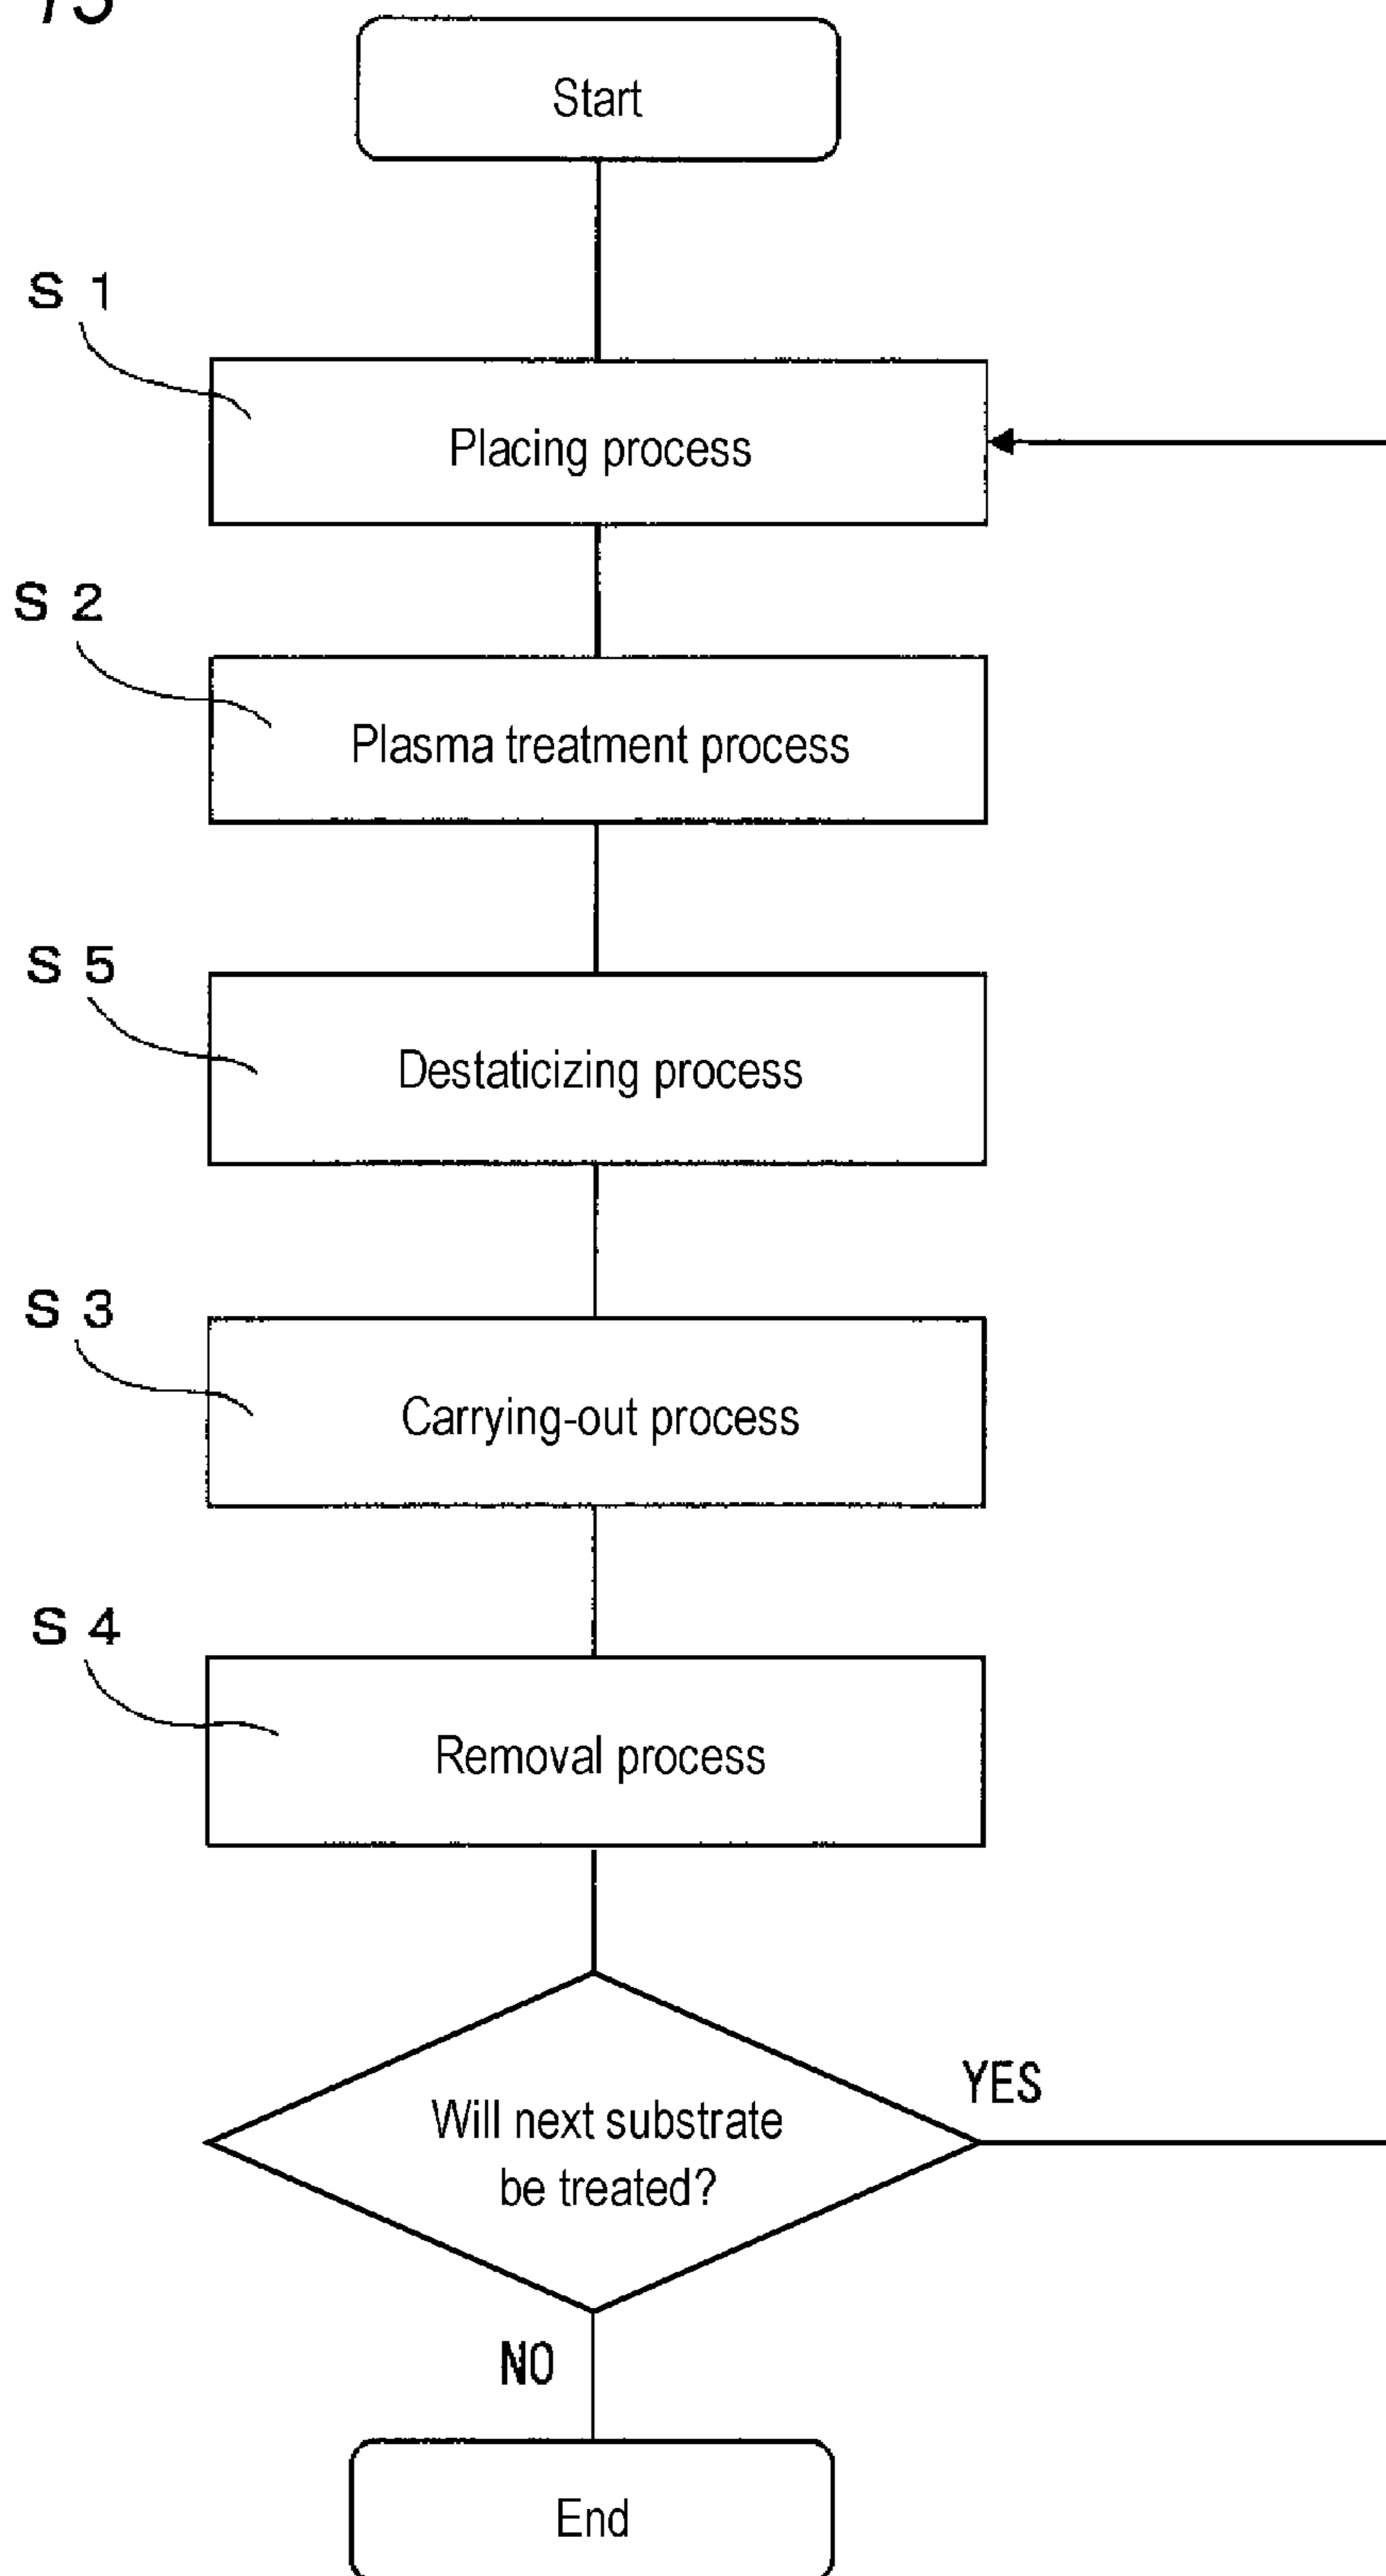 Start
S 1
Placing process
S 2
Plasma treatment process
S 5
Destaticizing process
S 3
Carrying-out process
S 4
Removal process
Will next substrate
be treated?
YES
NO
End